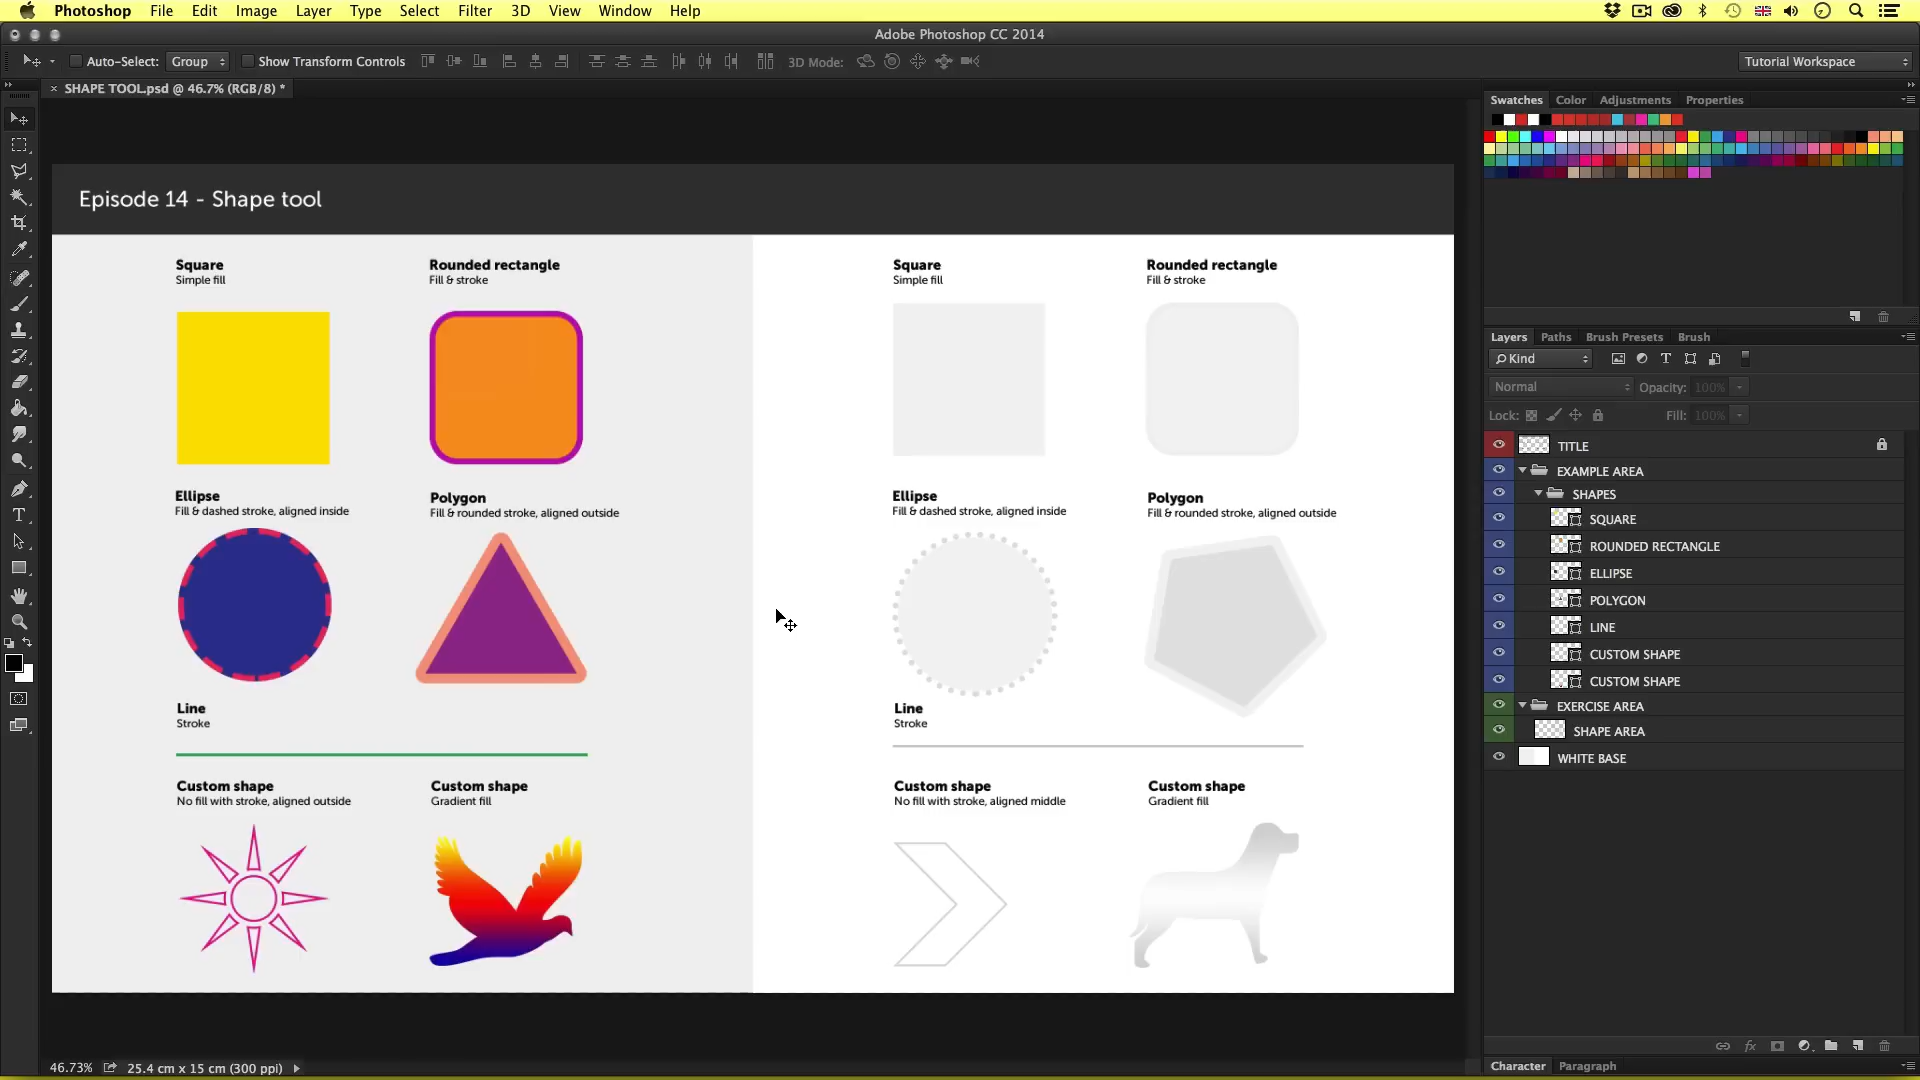 Photoshop File Edit Image Layer Type Select Filter 3D View Window Help
Adobe Photoshop CC 2014
Auto-Select: Group Show Transform Controls 3D Mode: Tutorial Workspace
× SHAPE TOOL.psd @ 46.7% (RGB/8) *
Episode 14 - Shape tool
Square
Simple fill
Rounded rectangle
Fill & stroke
Ellipse
Fill & dashed stroke, aligned inside
Polygon
Fill & rounded stroke, aligned outside
Line
Stroke
Custom shape
No fill with stroke, aligned outside
Custom shape
Gradient fill
Square
Simple fill
Rounded rectangle
Fill & stroke
Ellipse
Fill & dashed stroke, aligned inside
Polygon
Fill & rounded stroke, aligned outside
Line
Stroke
Custom shape
No fill with stroke, aligned middle
Custom shape
Gradient fill
Swatches Color Adjustments Properties
Layers Paths Brush Presets Brush
Kind
Normal Opacity: 100%
Lock: Fill: 100%
TITLE
EXAMPLE AREA
SHAPES
SQUARE
ROUNDED RECTANGLE
ELLIPSE
POLYGON
LINE
CUSTOM SHAPE
CUSTOM SHAPE
EXERCISE AREA
SHAPE AREA
WHITE BASE
fx
Character Paragraph
46.73% 25.4 cm x 15 cm (300 ppi)